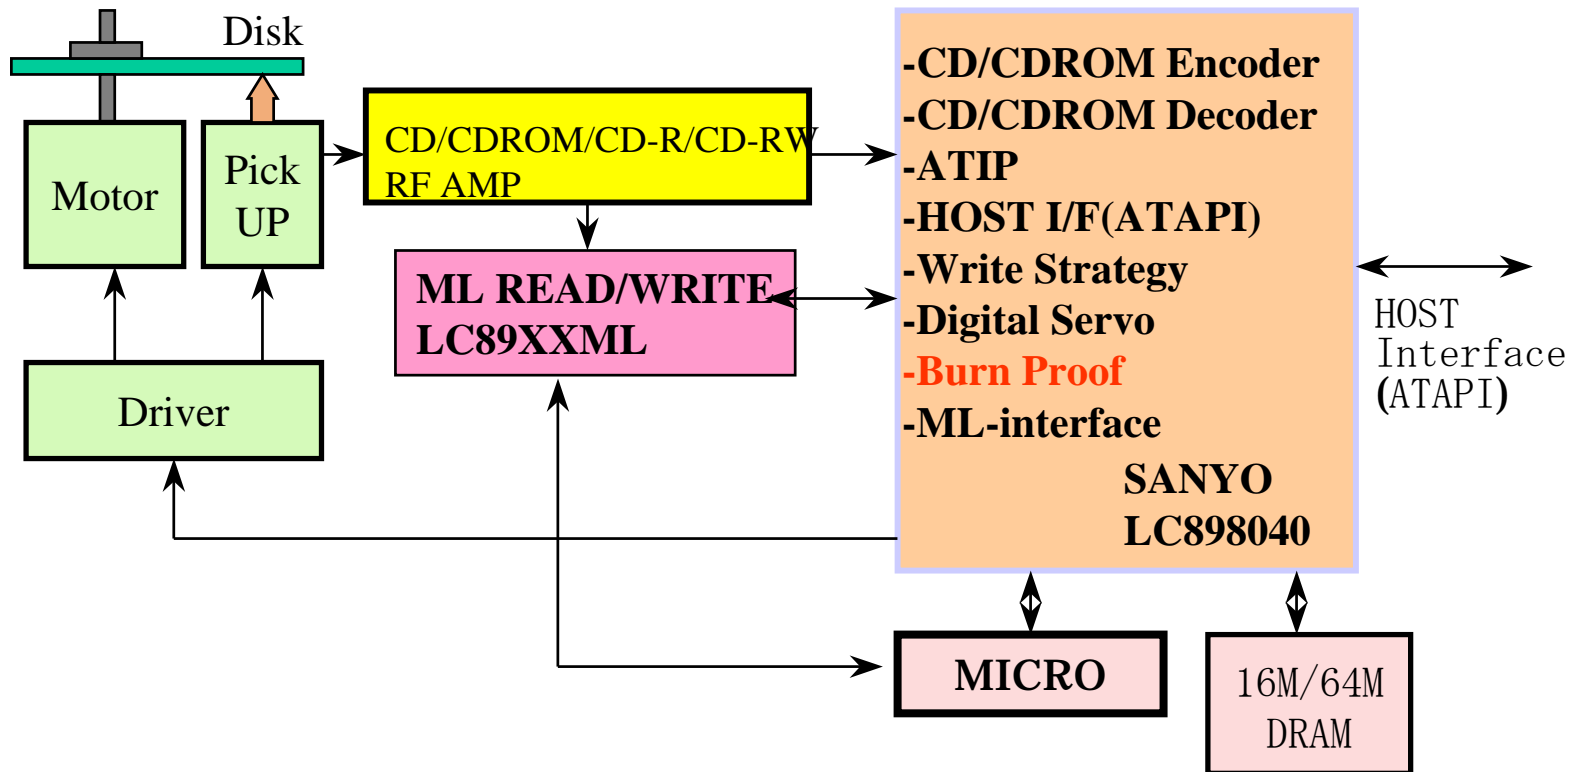 Disk
Motor
Pick
UP
Driver
CD/CDROM/CD-R/CD-RW
RF AMP
ML READ/WRITE
LC89XXML
-CD/CDROM Encoder
-CD/CDROM Decoder
-ATIP
-HOST I/F(ATAPI)
-Write Strategy
-Digital Servo
-Burn Proof
-ML-interface
SANYO
LC898040
HOST
Interface
(ATAPI)
MICRO
16M/64M
DRAM